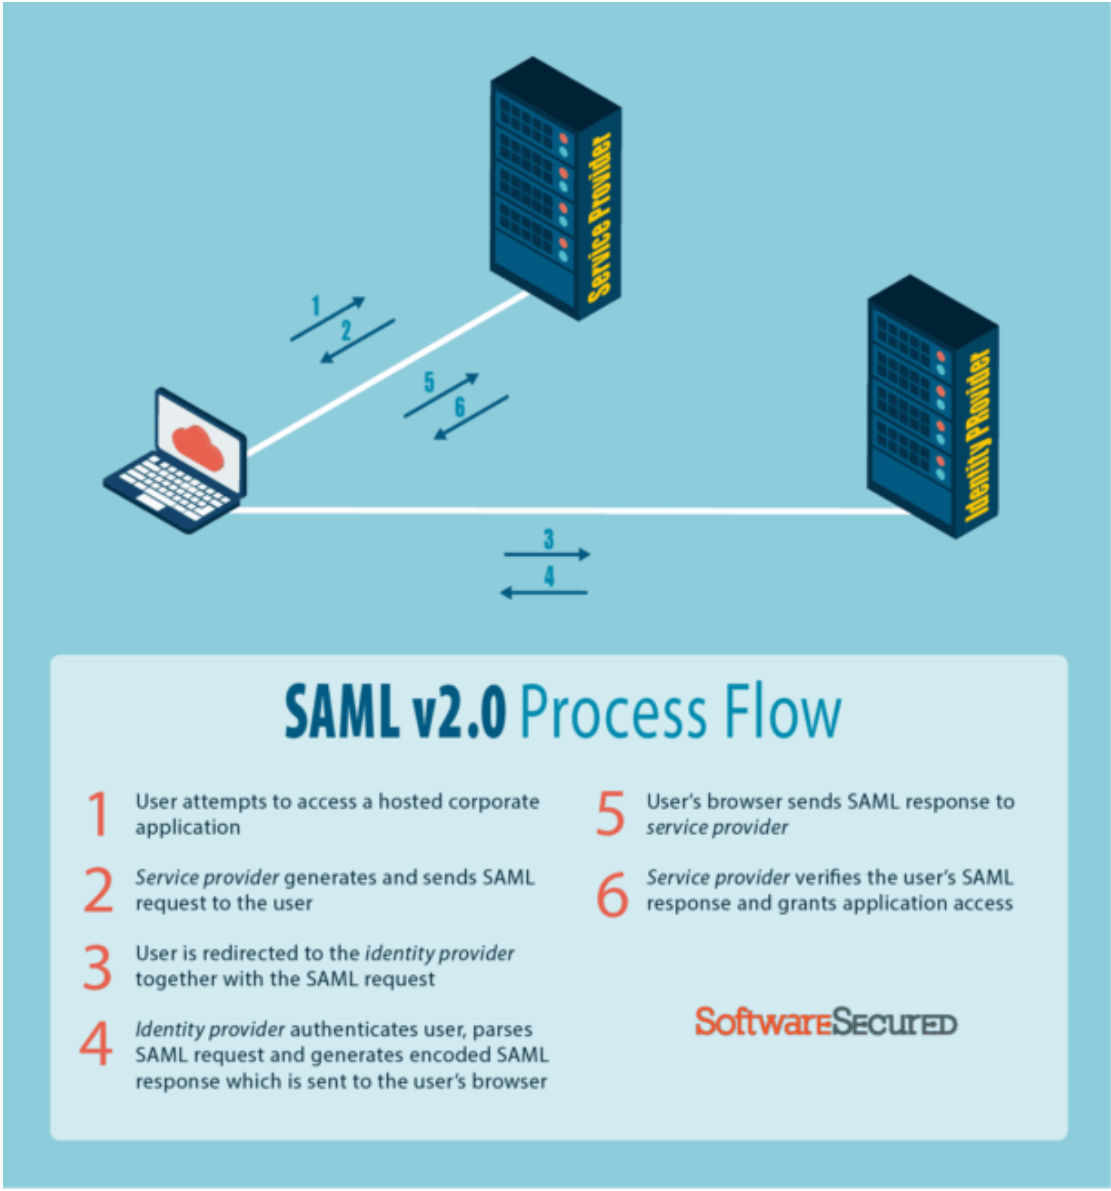 Service Provider
Identity PRovider
1
2
5
6
3
4
SAML v2.0 Process Flow
1 User attempts to access a hosted corporate
application
2 Service provider generates and sends SAML
request to the user
3 User is redirected to the identity provider
together with the SAML request
4 Identity provider authenticates user, parses
SAML request and generates encoded SAML
response which is sent to the user's browser
5 User's browser sends SAML response to
service provider
6 Service provider verifies the user's SAML
response and grants application access
SoftwareSecured